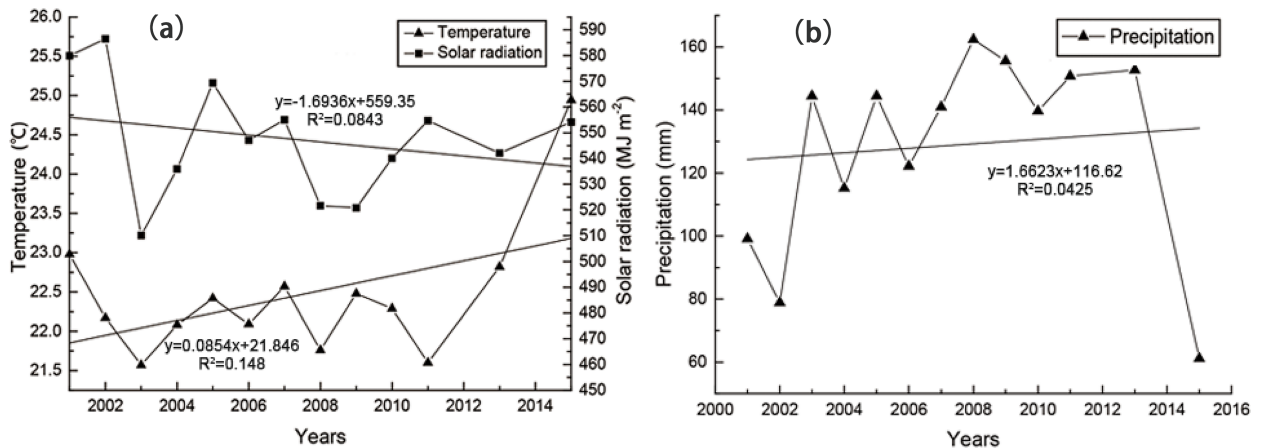 (a)
Temperature
Solar radiation
26.0
25.5
25.0
24.5
24.0
23.5
23.0
22.5
22.0
21.5
Temperature (℃)
y=-1.6936x+559.35
R²=0.0843
y=0.0854x+21.846
R²=0.148
590
580
570
560
550
540
530
520
510
500
490
480
470
460
450
Solar radiation (MJ m⁻²)
2002 2004 2006 2008 2010 2012 2014
Years
(b)
Precipitation
160
140
120
100
80
60
Precipitation (mm)
y=1.6623x+116.62
R²=0.0425
2000 2002 2004 2006 2008 2010 2012 2014 2016
Years